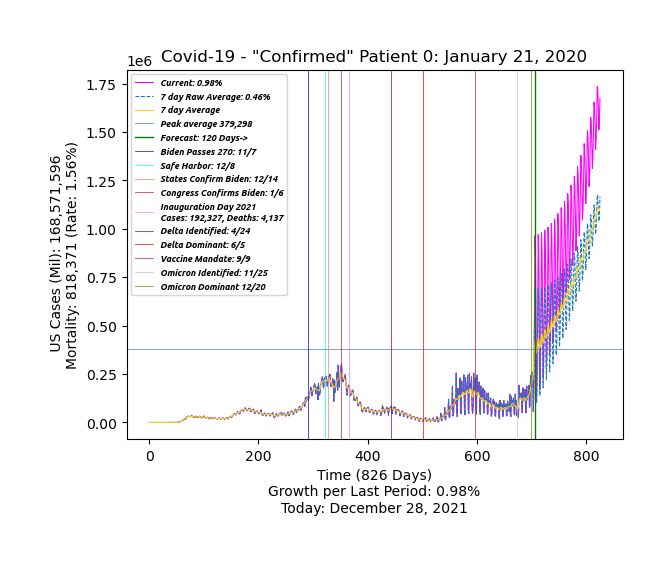 Covid-19 - "Confirmed" Patient 0: January 21, 2020
1e6
1.75
1.50
1.25
1.00
0.75
0.50
0.25
0.00
US Cases (Mil): 168,571,596
Mortality: 818,371 (Rate: 1.56%)
Current: 0.98%
7 day Raw Average: 0.46%
7 day Average
Peak average 379,298
Forecast: 120 Days->
Biden Passes 270: 11/7
Safe Harbor: 12/8
States Confirm Biden: 12/14
Congress Confirms Biden: 1/6
Inauguration Day 2021
Cases: 192,327, Deaths: 4,137
Delta Identified: 4/24
Delta Dominant: 6/5
Vaccine Mandate: 9/9
Omicron Identified: 11/25
Omicron Dominant 12/20
0 200 400 600 800
Time (826 Days)
Growth per Last Period: 0.98%
Today: December 28, 2021